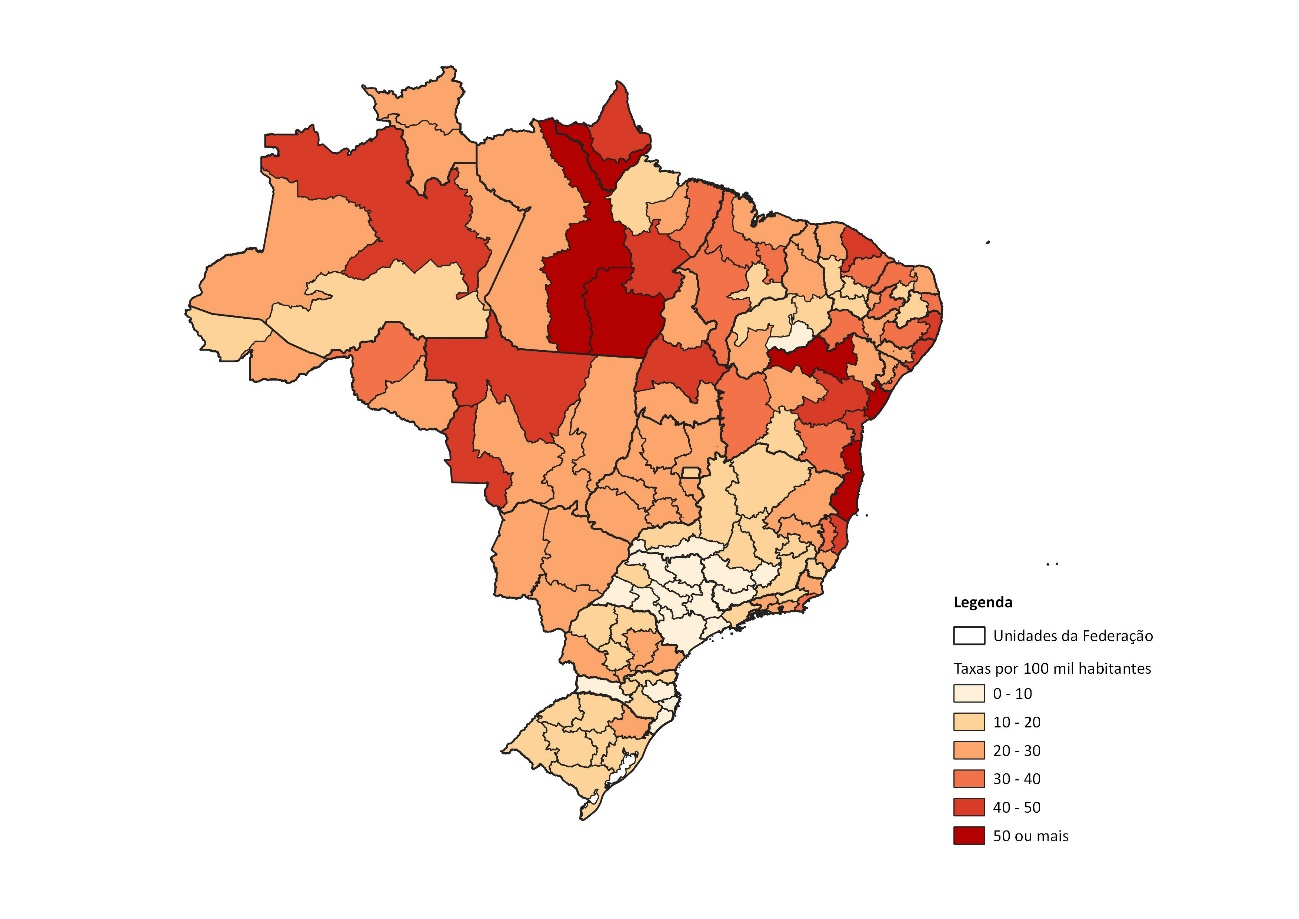 Legenda
Unidades da Federação
Taxas por 100 mil habitantes
0 - 10
10 - 20
20 - 30
30 - 40
40 - 50
50 ou mais